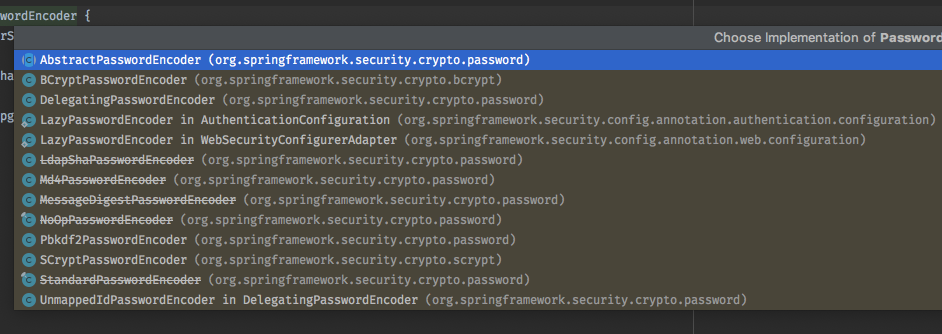 wordEncoder {
rS
Choose Implementation of Password
AbstractPasswordEncoder (org.springframework.security.crypto.password)
ha
BCryptPasswordEncoder (org.springframework.security.crypto.bcrypt)
DelegatingPasswordEncoder (org.springframework.security.crypto.password)
pg
LazyPasswordEncoder in AuthenticationConfiguration (org.springframework.security.config.annotation.authentication.configuration)
LazyPasswordEncoder in WebSecurityConfigurerAdapter (org.springframework.security.config.annotation.web.configuration)
LdapShaPasswordEncoder (org.springframework.security.crypto.password)
Md4PasswordEncoder (org.springframework.security.crypto.password)
MessageDigestPasswordEncoder (org.springframework.security.crypto.password)
NoOpPasswordEncoder (org.springframework.security.crypto.password)
Pbkdf2PasswordEncoder (org.springframework.security.crypto.password)
SCryptPasswordEncoder (org.springframework.security.crypto.scrypt)
StandardPasswordEncoder (org.springframework.security.crypto.password)
UnmappedIdPasswordEncoder in DelegatingPasswordEncoder (org.springframework.security.crypto.password)